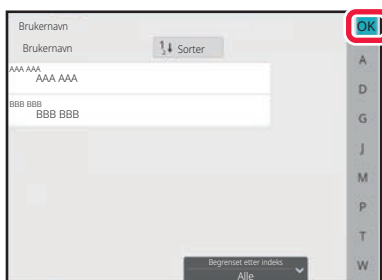 Brukernavn
OK
Brukernavn
Sorter
AAA AAA
AAA AAA
BBB BBB
BBB BBB
Begrenset etter indeks
Alle
A
D
G
J
M
P
T
W